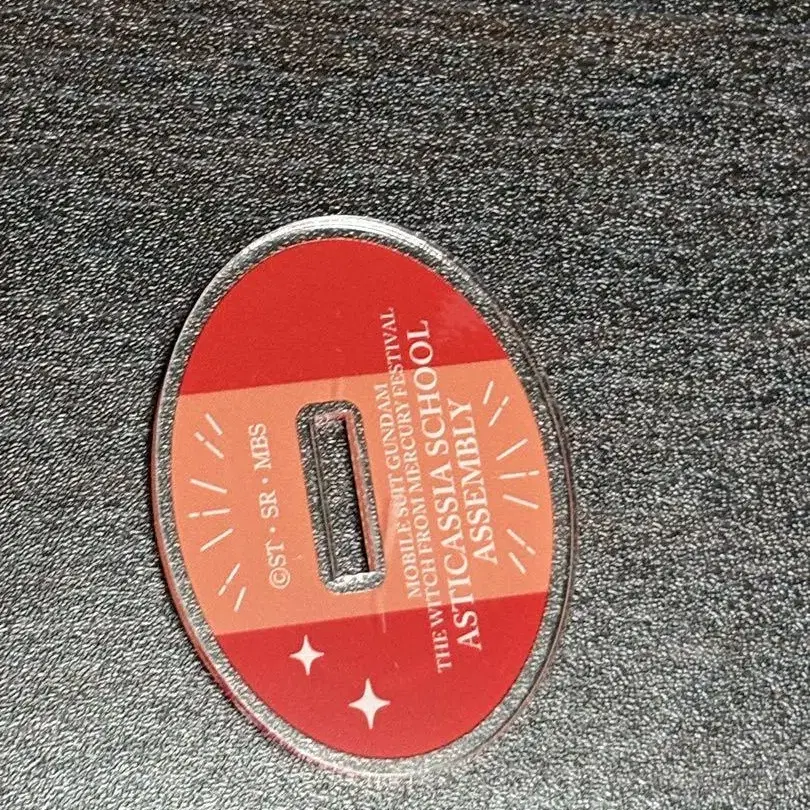 ©ST・SR・MBS
MOBILE SUIT GUNDAM
THE WITCH FROM MERCURY FESTIVAL
ASTICASSIA SCHOOL
ASSEMBLY